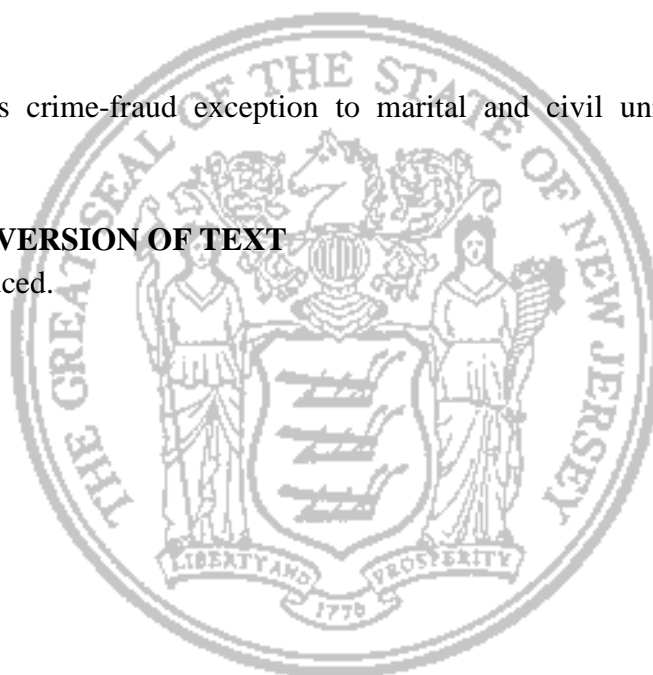 THE GREAT SEAL OF THE STATE OF NEW JERSEY
s crime-fraud exception to marital and civil un
VERSION OF TEXT
ced.
LIBERTY AND PROSPERITY
1776